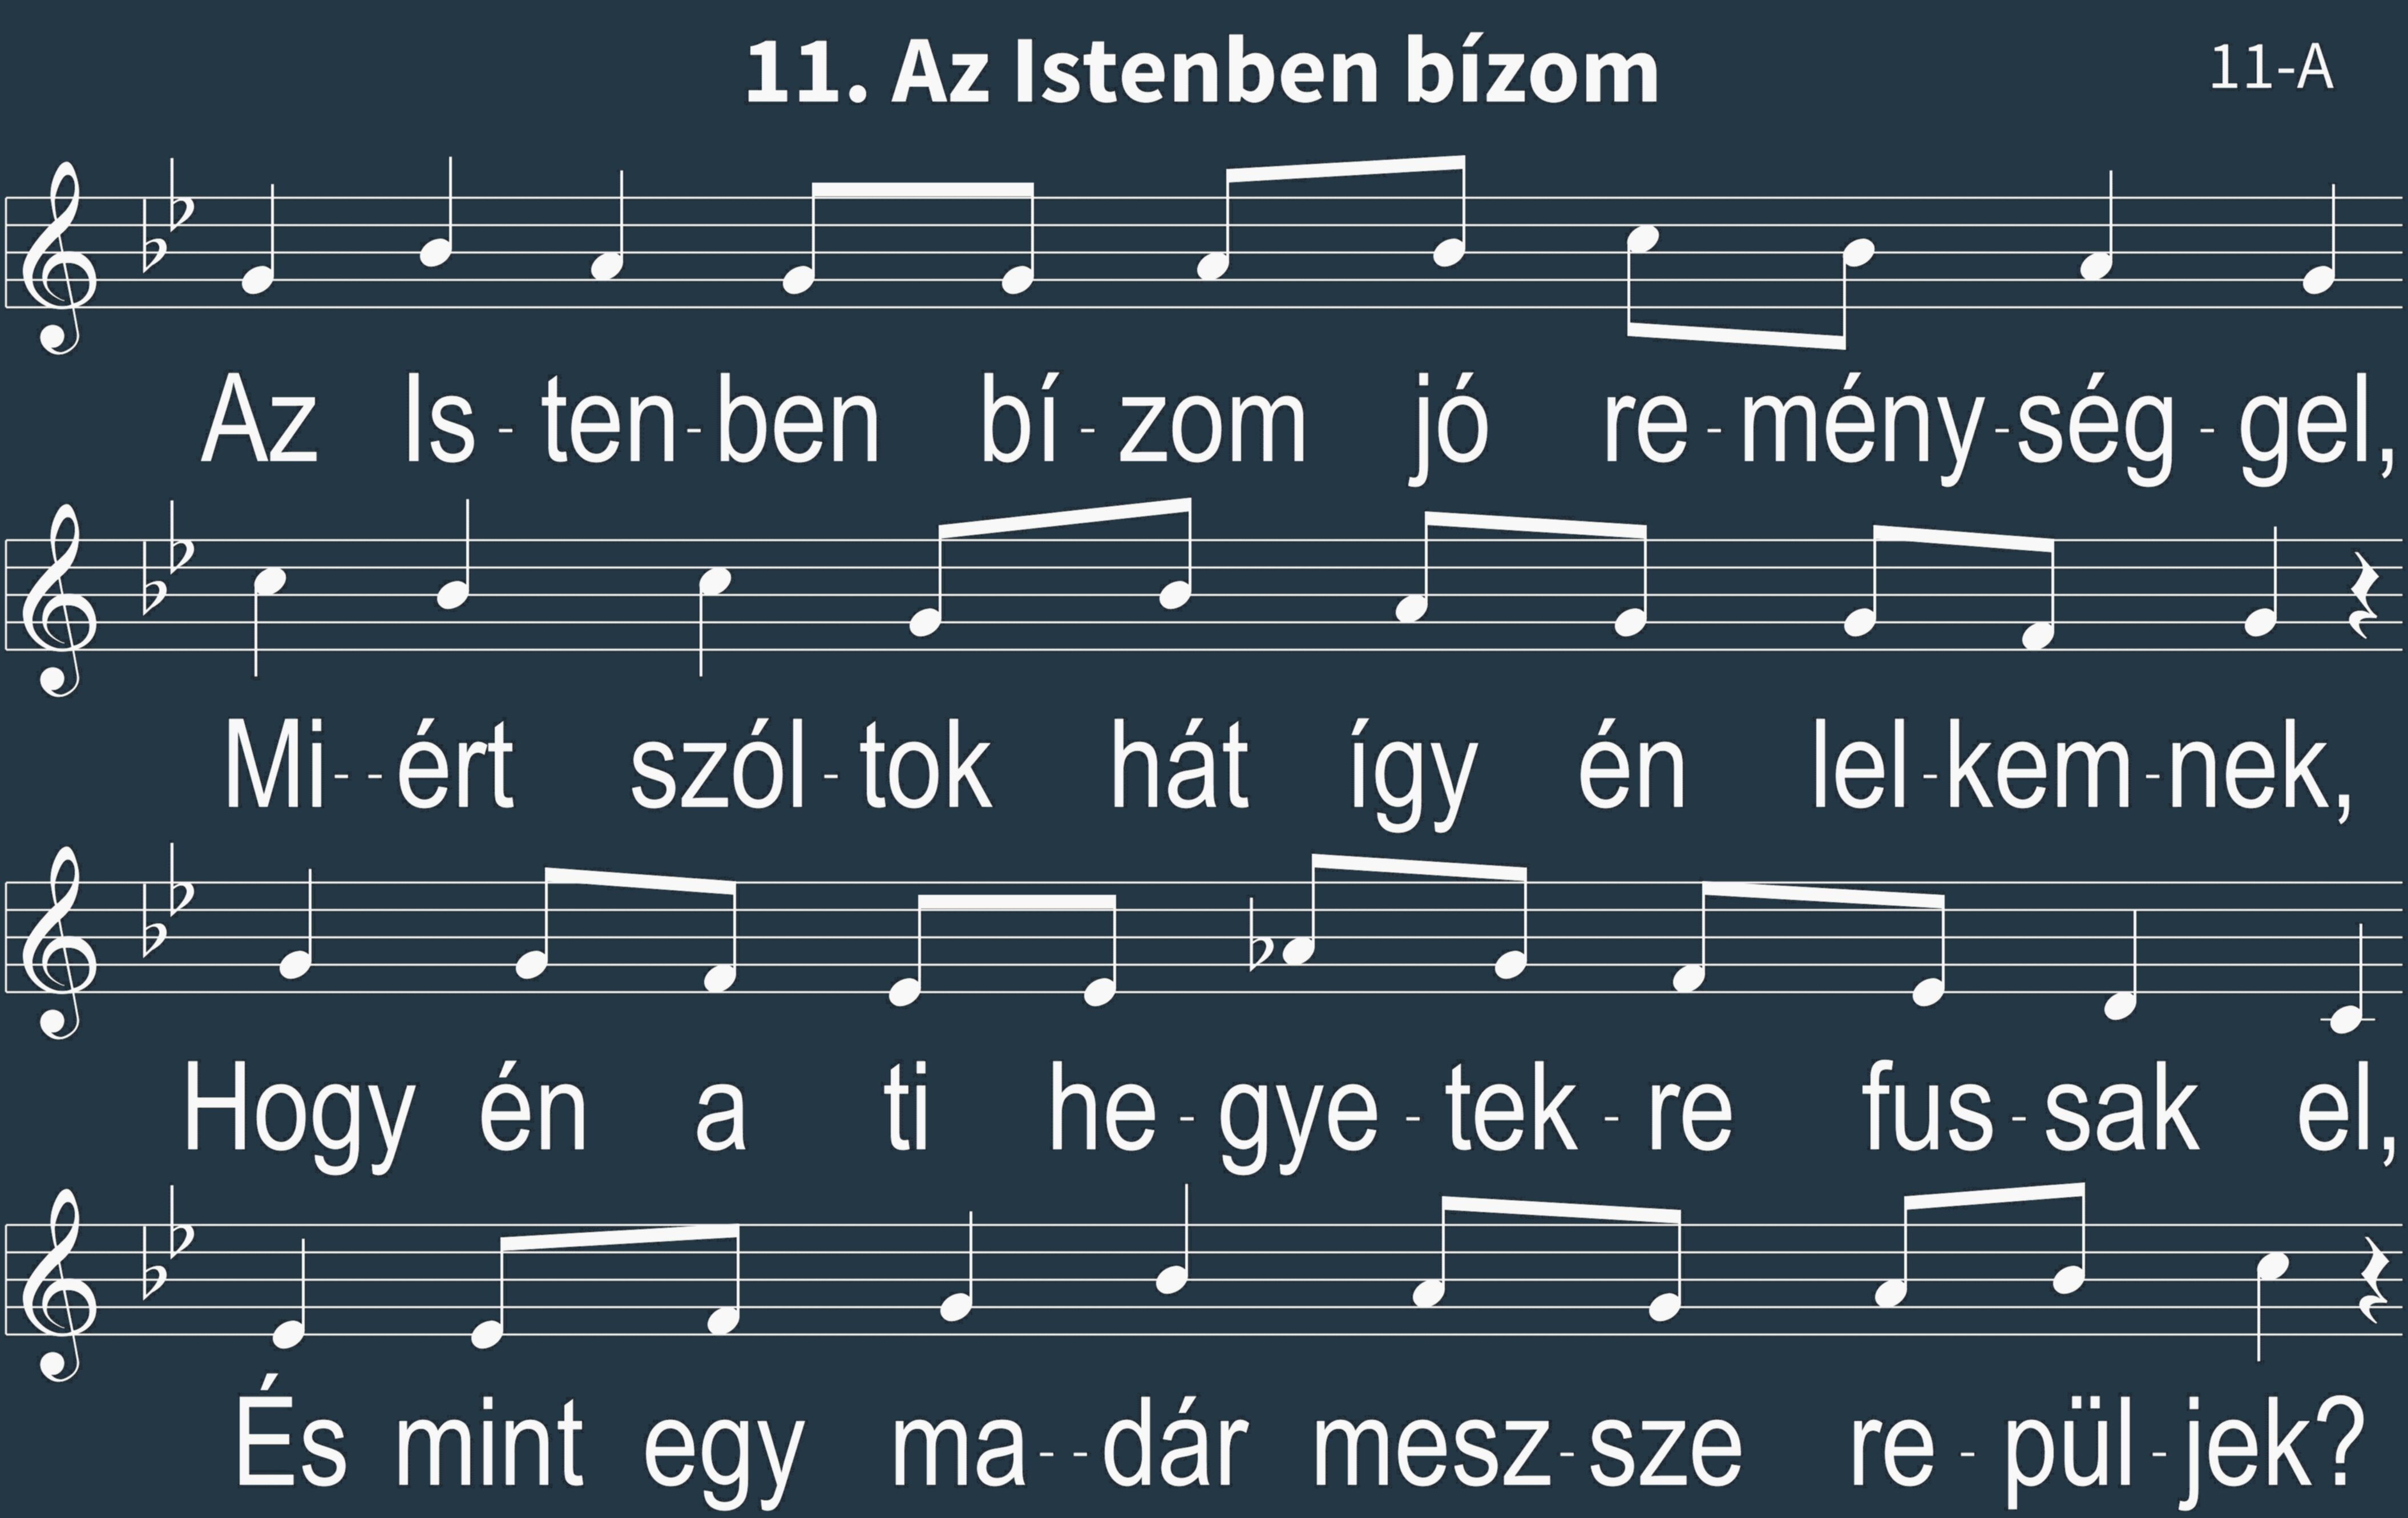 11. Az Istenben bízom
11-A
Az Is - ten - ben bí - zom jó re - mény - ség - gel,
Mi - - ért szól - tok hát így én lel - kem - nek,
Hogy én a ti he - gye - tek - re fus - sak el,
És mint egy ma - - dár mesz - sze re - pül - jek?